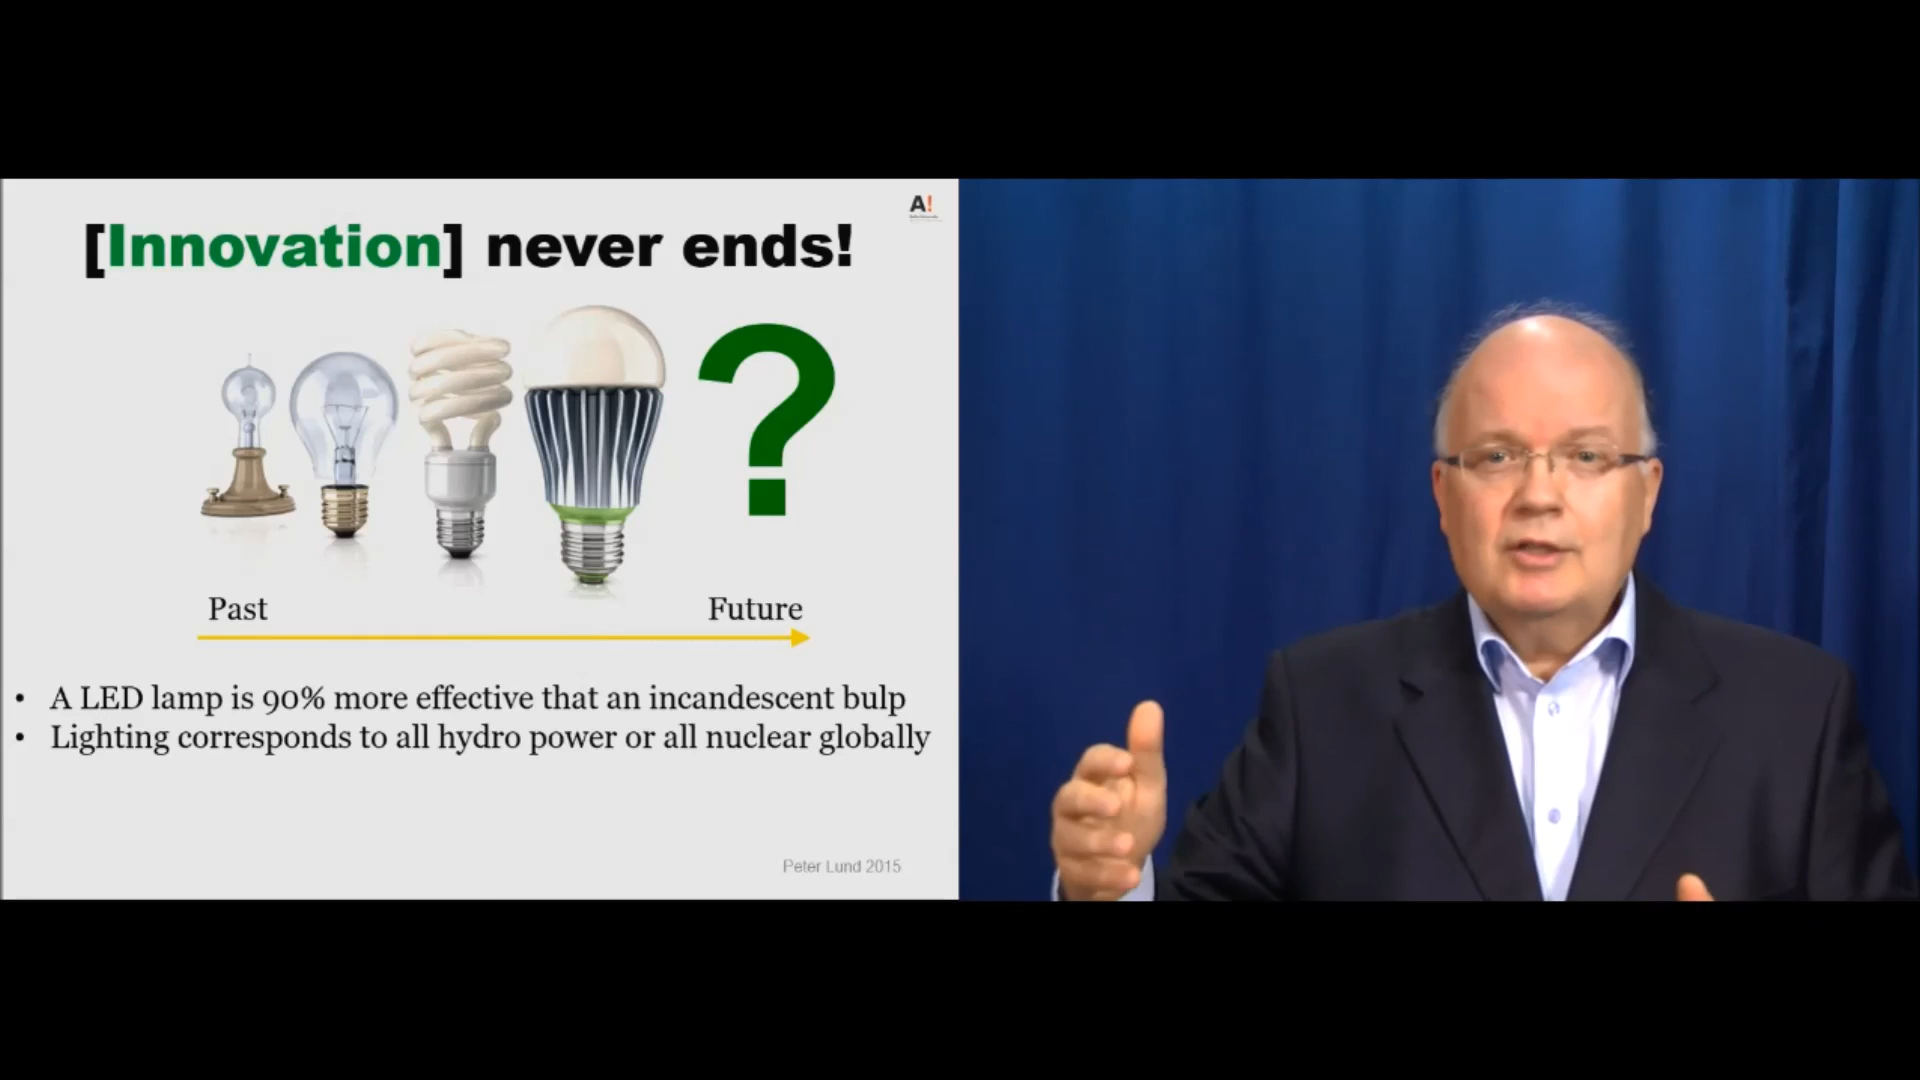 A!
[Innovation] never ends!
Past
Future
• A LED lamp is 90% more effective that an incandescent bulp
• Lighting corresponds to all hydro power or all nuclear globally
Peter Lund 2015